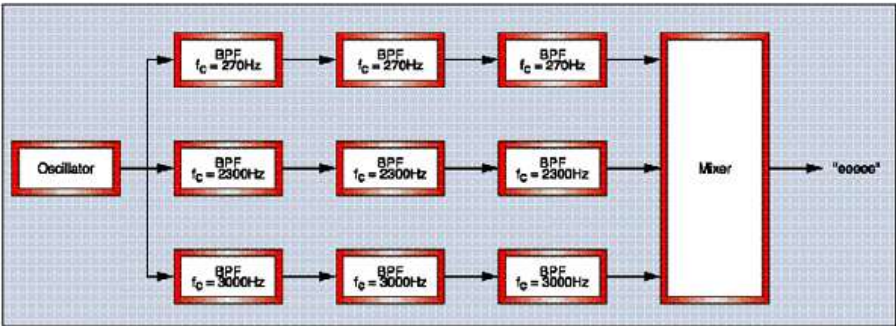 BPF
fc = 270Hz
BPF
fc = 270Hz
BPF
fc = 270Hz
Oscillator
BPF
fc = 2300Hz
BPF
fc = 2300Hz
BPF
fc = 2300Hz
Mixer
"eeeee"
BPF
fc = 3000Hz
BPF
fc = 3000Hz
BPF
fc = 3000Hz